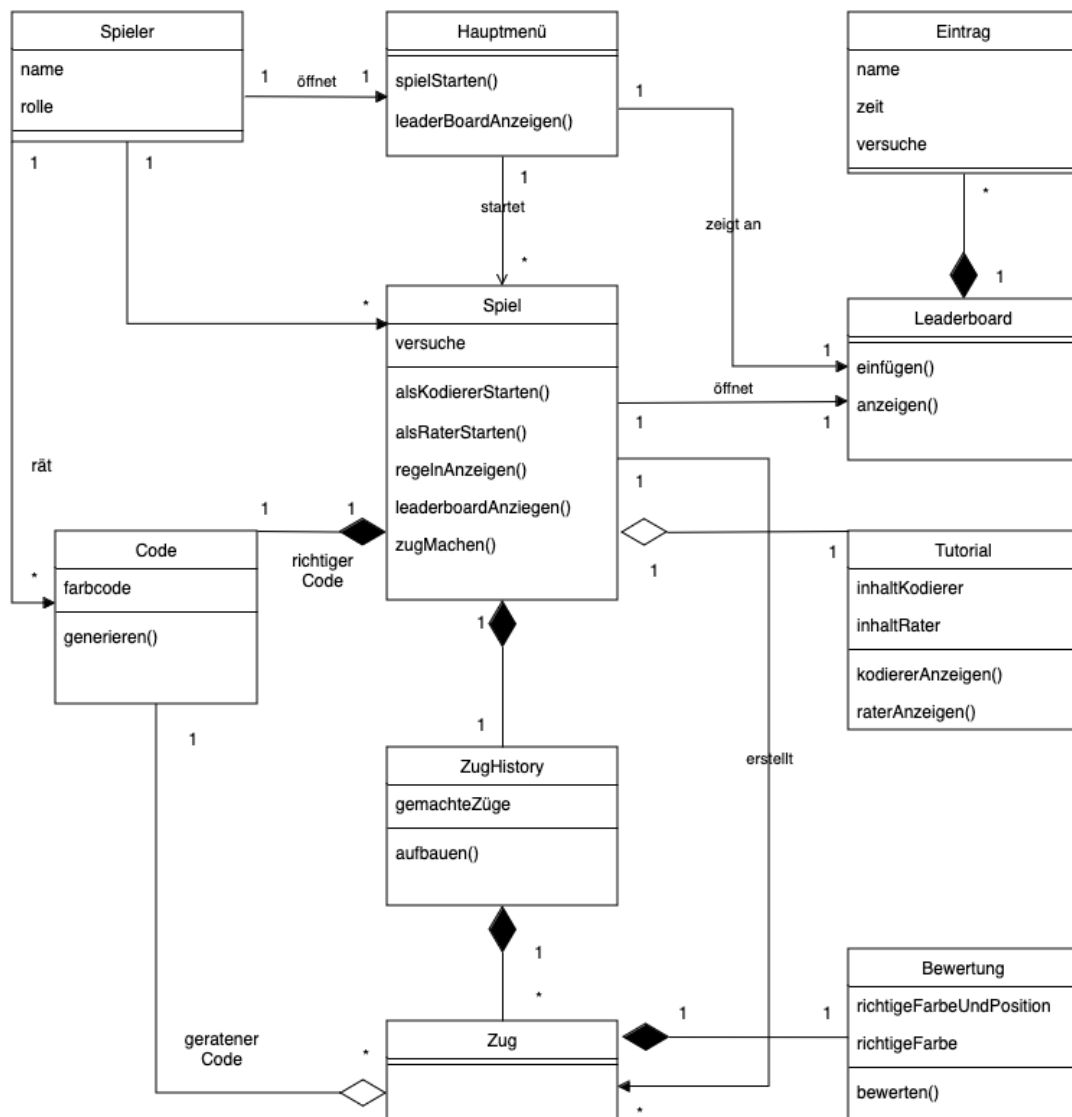 Spieler
name
rolle
Hauptmenü
spielStarten()
leaderBoardAnzeigen()
Eintrag
name
zeit
versuche
1
öffnet
1
1
1
1
1
startet
*
zeigt an
*
1
*
Spiel
versuche
alsKodiererStarten()
alsRaterStarten()
regelnAnzeigen()
leaderboardAnziegen()
zugMachen()
Leaderboard
einfügen()
anzeigen()
1
öffnet
1
1
rät
1
1
1
richtiger
Code
*
Code
farbcode
generieren()
1
1
Tutorial
inhaltKodierer
inhaltRater
kodiererAnzeigen()
raterAnzeigen()
1
1
1
erstellt
ZugHistory
gemachteZüge
aufbauen()
1
*
geratener
Code
*
Zug
1
1
*
Bewertung
richtigeFarbeUndPosition
richtigeFarbe
bewerten()